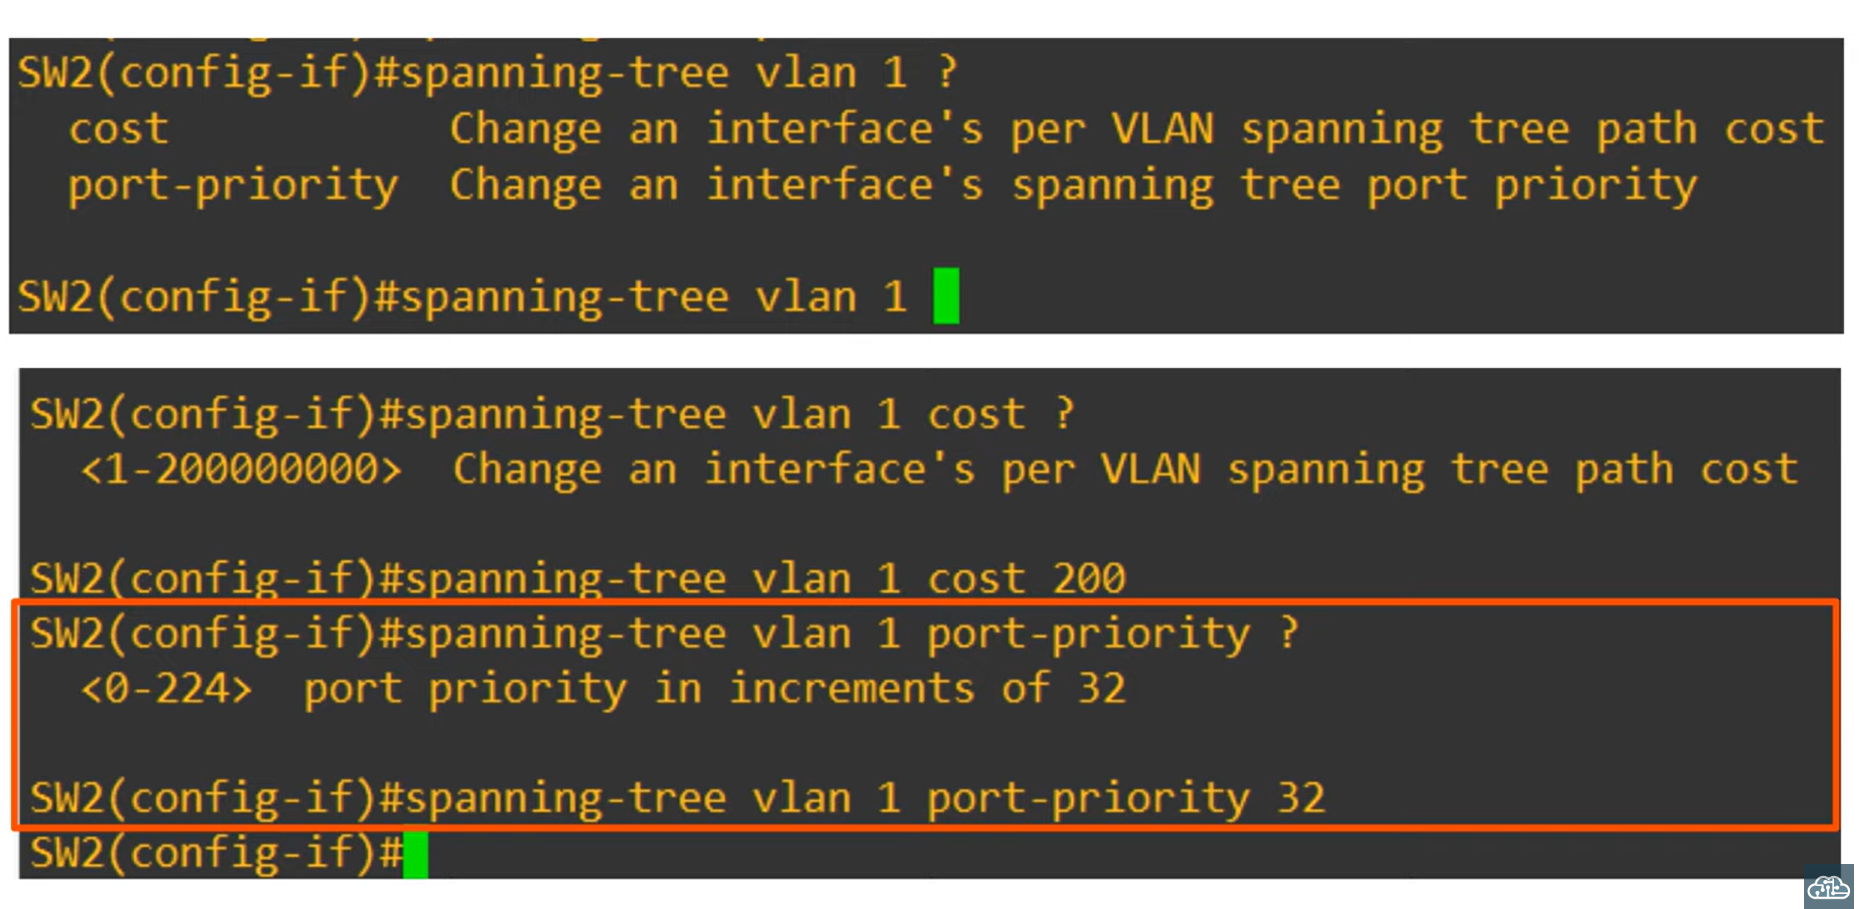 SW2(config-if)#spanning-tree vlan 1 ?
cost Change an interface's per VLAN spanning tree path cost
port-priority Change an interface's spanning tree port priority
SW2(config-if)#spanning-tree vlan 1
SW2(config-if)#spanning-tree vlan 1 cost ?
<1-200000000> Change an interface's per VLAN spanning tree path cost
SW2(config-if)#spanning-tree vlan 1 cost 200
SW2(config-if)#spanning-tree vlan 1 port-priority ?
<0-224> port priority in increments of 32
SW2(config-if)#spanning-tree vlan 1 port-priority 32
SW2(config-if)#